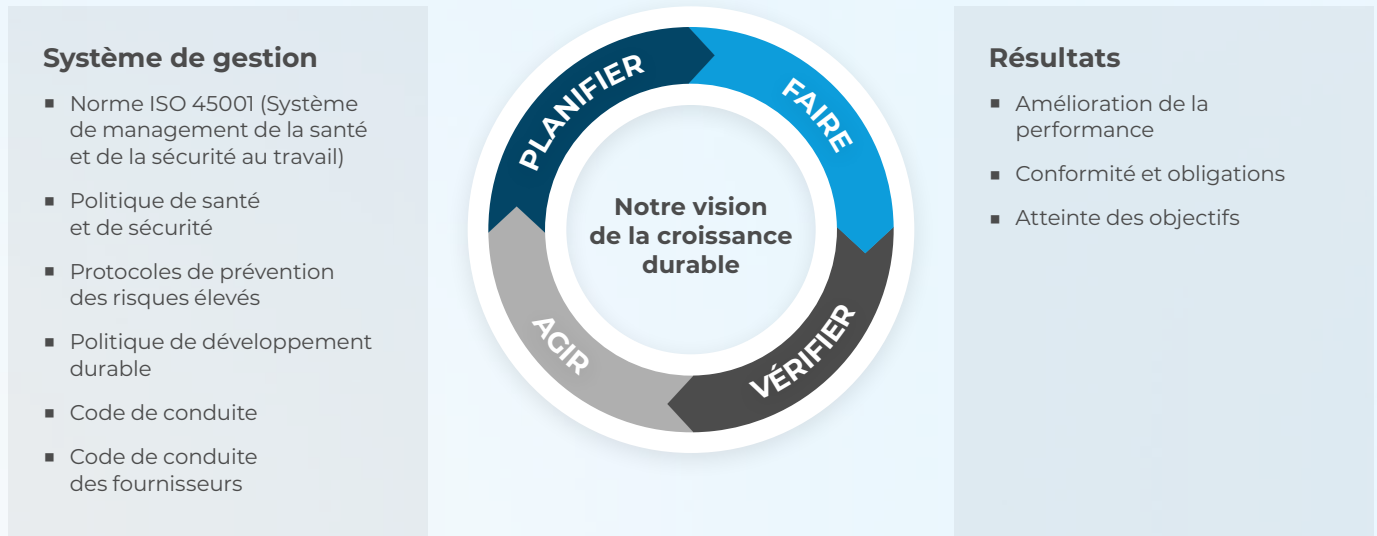 Système de gestion
Norme ISO 45001 (Système
de management de la santé
et de la sécurité au travail)
Politique de santé
et de sécurité
Protocoles de prévention
des risques élevés
Politique de développement
durable
Code de conduite
Code de conduite
des fournisseurs
PLANIFIER
FAIRE
VÉRIFIER
AGIR
Notre vision
de la croissance
durable
Résultats
Amélioration de la
performance
Conformité et obligations
Atteinte des objectifs